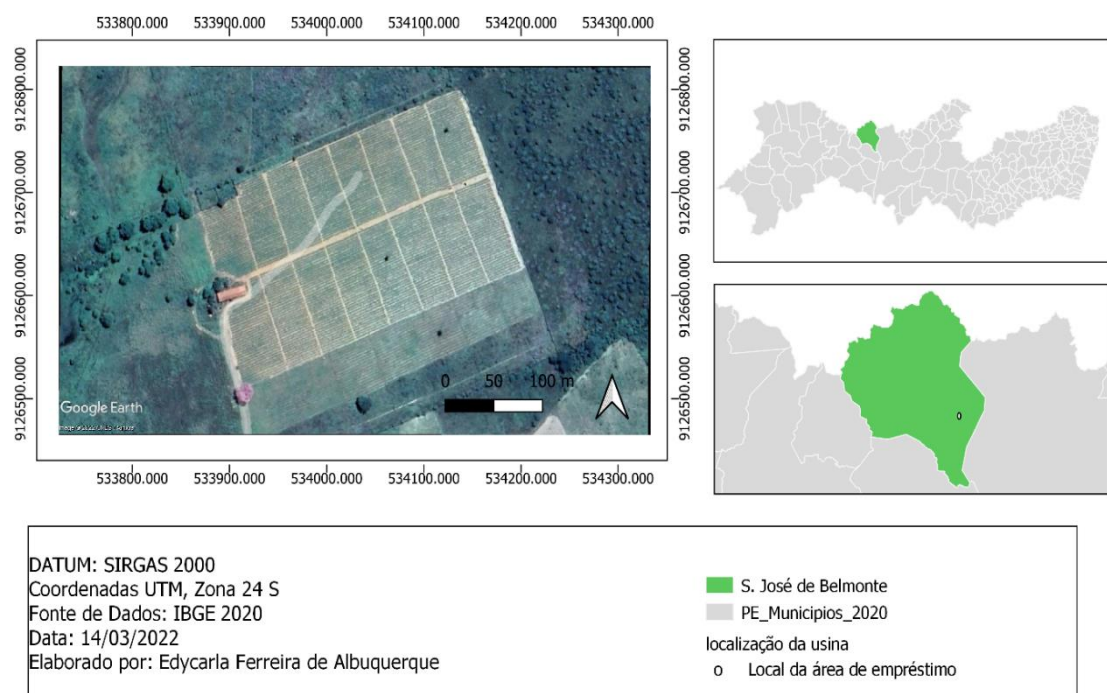 533800.000 533900.000 534000.000 534100.000 534200.000 534300.000
9126800.000
9126700.000
9126600.000
9126500.000
9126800.000
9126700.000
9126600.000
9126500.000
0 50 100 m
Google Earth
533800.000 533900.000 534000.000 534100.000 534200.000 534300.000
DATUM: SIRGAS 2000
Coordenadas UTM, Zona 24 S
Fonte de Dados: IBGE 2020
Data: 14/03/2022
Elaborado por: Edycarla Ferreira de Albuquerque
S. José de Belmonte
PE_Municipios_2020
localização da usina
Local da área de empréstimo